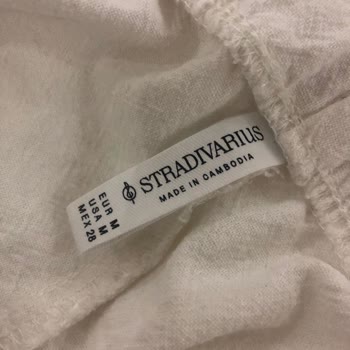 STRADIVARIUS
MADE IN CAMBODIA
EUR M
USA M
MEX 28